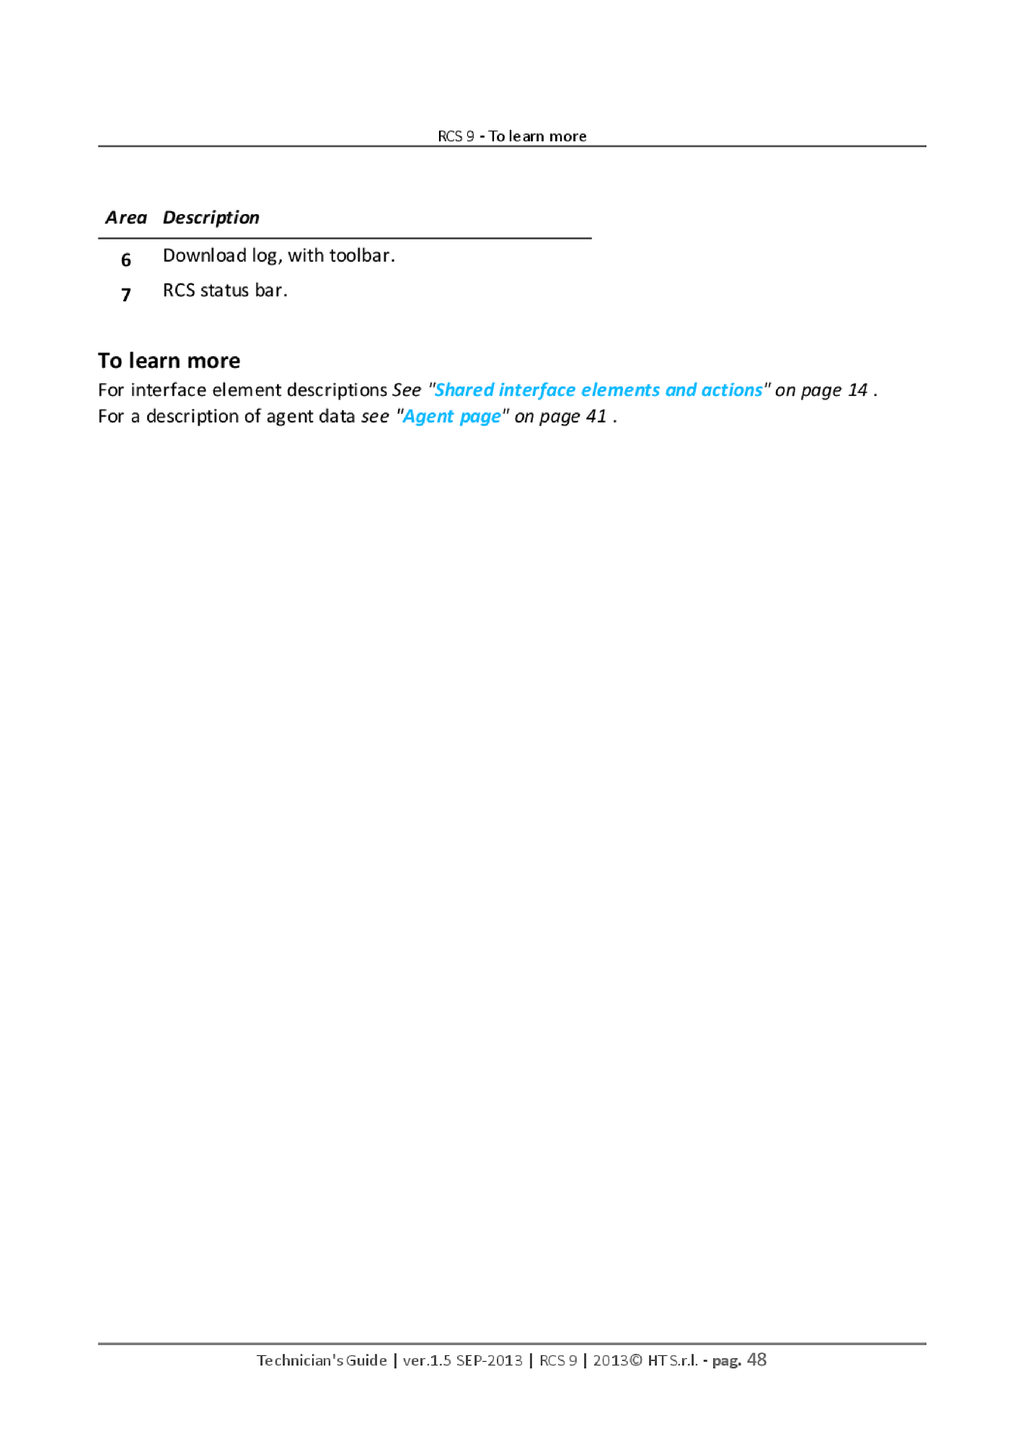 RCS 9 - To learn more
Area Description
6 Download log, with toolbar.
7 RCS status bar.
To learn more
For interface element descriptions See "Shared interface elements and actions" on page 14 .
For a description of agent data see "Agent page" on page 41 .
Technician's Guide | ver.1.5 SEP-2013 | RCS 9 | 2013© HT S.r.l. - pag. 48